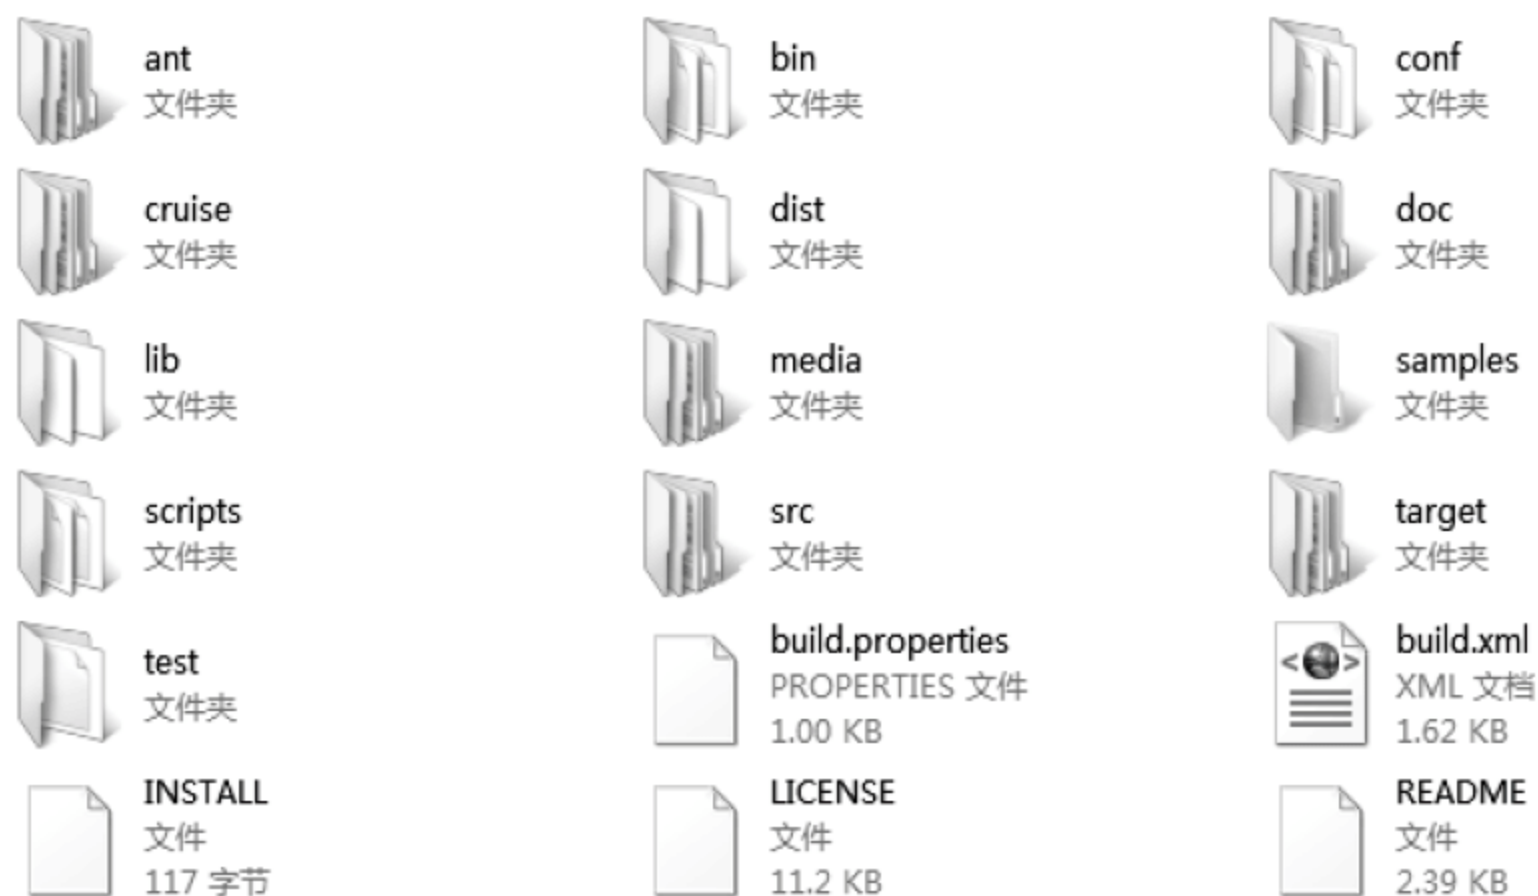 ant
文件夹
bin
文件夹
conf
文件夹
cruise
文件夹
dist
文件夹
doc
文件夹
lib
文件夹
media
文件夹
samples
文件夹
scripts
文件夹
src
文件夹
target
文件夹
test
文件夹
build.properties
PROPERTIES 文件
1.00 KB
build.xml
XML 文档
1.62 KB
INSTALL
文件
117 字节
LICENSE
文件
11.2 KB
README
文件
2.39 KB